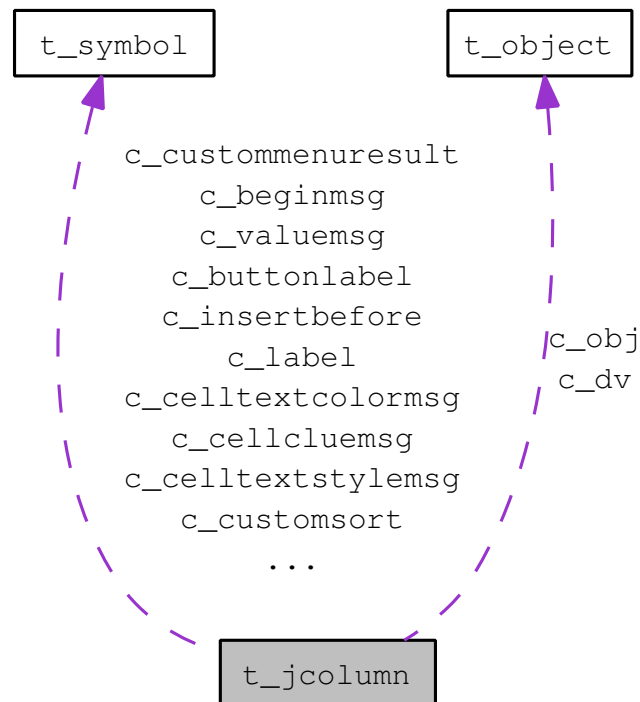 t_symbol
t_object
c_custommenuresult
c_beginmsg
c_valuemsg
c_buttonlabel
c_insertbefore
c_label
c_celltextcolormsg
c_cellcluemsg
c_celltextstylemsg
c_customsort
...
c_obj
c_dv
t_jcolumn